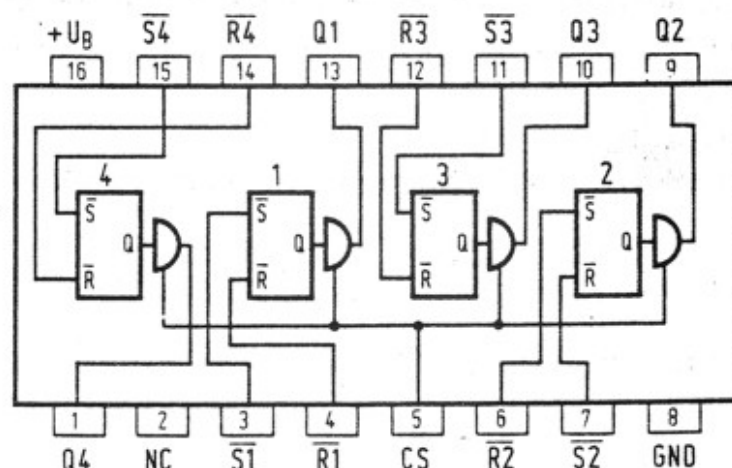 +U_B S̅4̅ R̅4̅ Q1 R̅3̅ S̅3̅ Q3 Q2
16 15 14 13 12 11 10 9
4 1 3 2
S̅ S̅ S̅ S̅
Q Q Q Q
R̅ R̅ R̅ R̅
1 2 3 4 5 6 7 8
Q4 NC S̅1̅ R̅1̅ CS R̅2̅ S̅2̅ GND